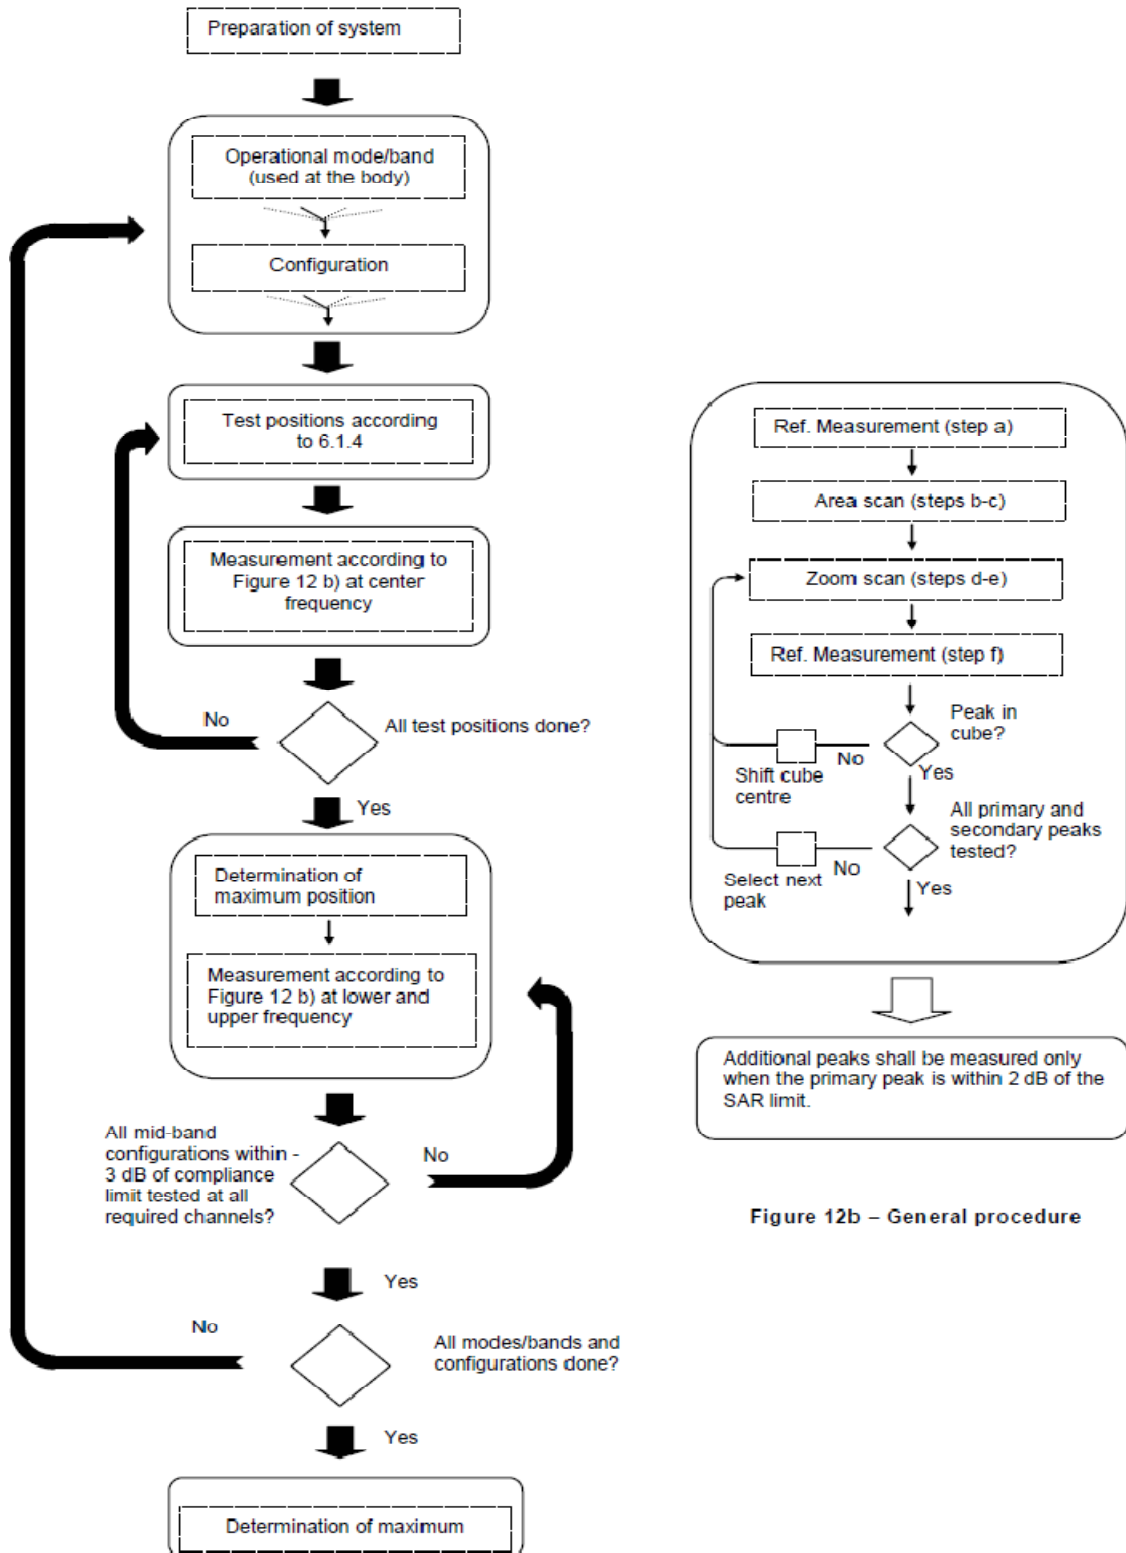 Preparation of system
Operational mode/band
(used at the body)
Configuration
Test positions according
to 6.1.4
Measurement according to
Figure 12 b) at center
frequency
No
All test positions done?
Yes
Determination of
maximum position
Measurement according to
Figure 12 b) at lower and
upper frequency
All mid-band
configurations within -
3 dB of compliance
limit tested at all
required channels?
No
Yes
No
All modes/bands and
configurations done?
Yes
Determination of maximum
Ref. Measurement (step a)
Area scan (steps b-c)
Zoom scan (steps d-e)
Ref. Measurement (step f)
Peak in
cube?
No
Shift cube
centre
Yes
All primary and
secondary peaks
tested?
No
Select next
peak
Yes
Additional peaks shall be measured only
when the primary peak is within 2 dB of the
SAR limit.
Figure 12b – General procedure